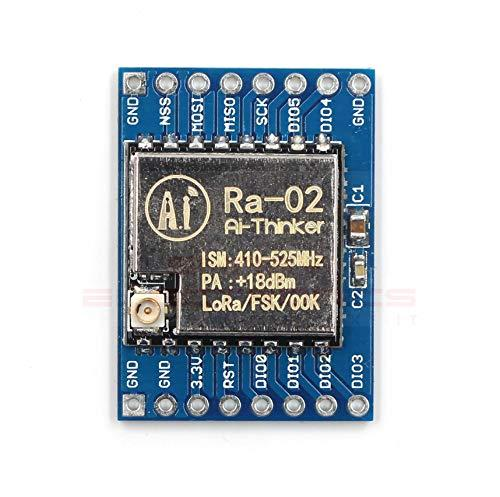 GND NSS MOSI MISO SCK DIO5 DIO4 GND
Ai
Ra-02
Ai-Thinker
ISM:410-525MHz
PA :+18dBm
LoRa/FSK/OOK
C1
C2
GND GND 3.3V RST DIO0 DIO1 DIO2 DIO3